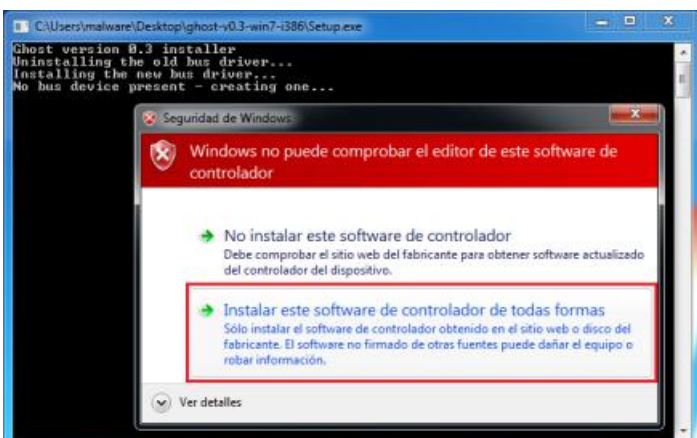 C:\Users\malware\Desktop\ghost-v0.3-win7-i386\Setup.exe
Ghost version 0.3 installer
Uninstalling the old bus driver...
Installing the new bus driver...
No bus device present - creating one...
Seguridad de Windows
Windows no puede comprobar el editor de este software de
controlador
No instalar este software de controlador
Debe comprobar el sitio web del fabricante para obtener software actualizado
del controlador del dispositivo.
Instalar este software de controlador de todas formas
Sólo instalar el software de controlador obtenido en el sitio web o disco del
fabricante. El software no firmado de otras fuentes puede dañar el equipo o
robar información.
Ver detalles